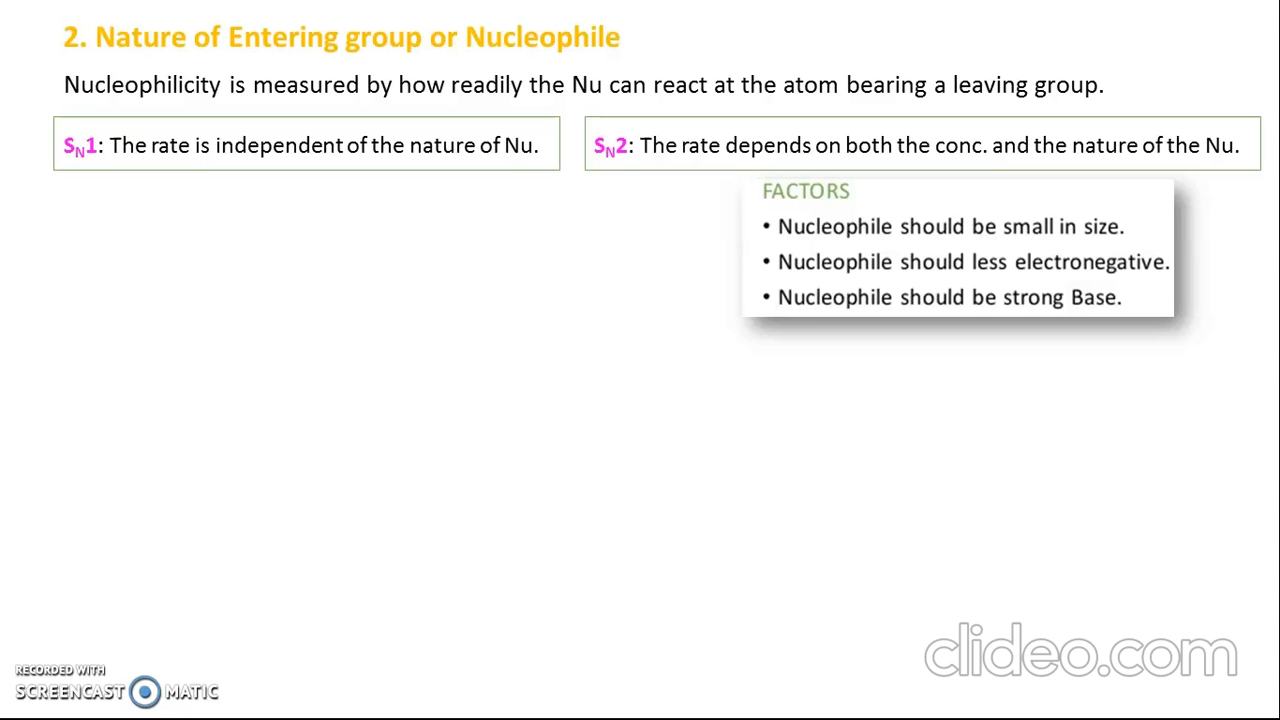 2. Nature of Entering group or Nucleophile
Nucleophilicity is measured by how readily the Nu can react at the atom bearing a leaving group.
SN1: The rate is independent of the nature of Nu.
SN2: The rate depends on both the conc. and the nature of the Nu.
FACTORS
• Nucleophile should be small in size.
• Nucleophile should less electronegative.
• Nucleophile should be strong Base.
clideo.com
RECORDED WITH
SCREENCAST MATIC